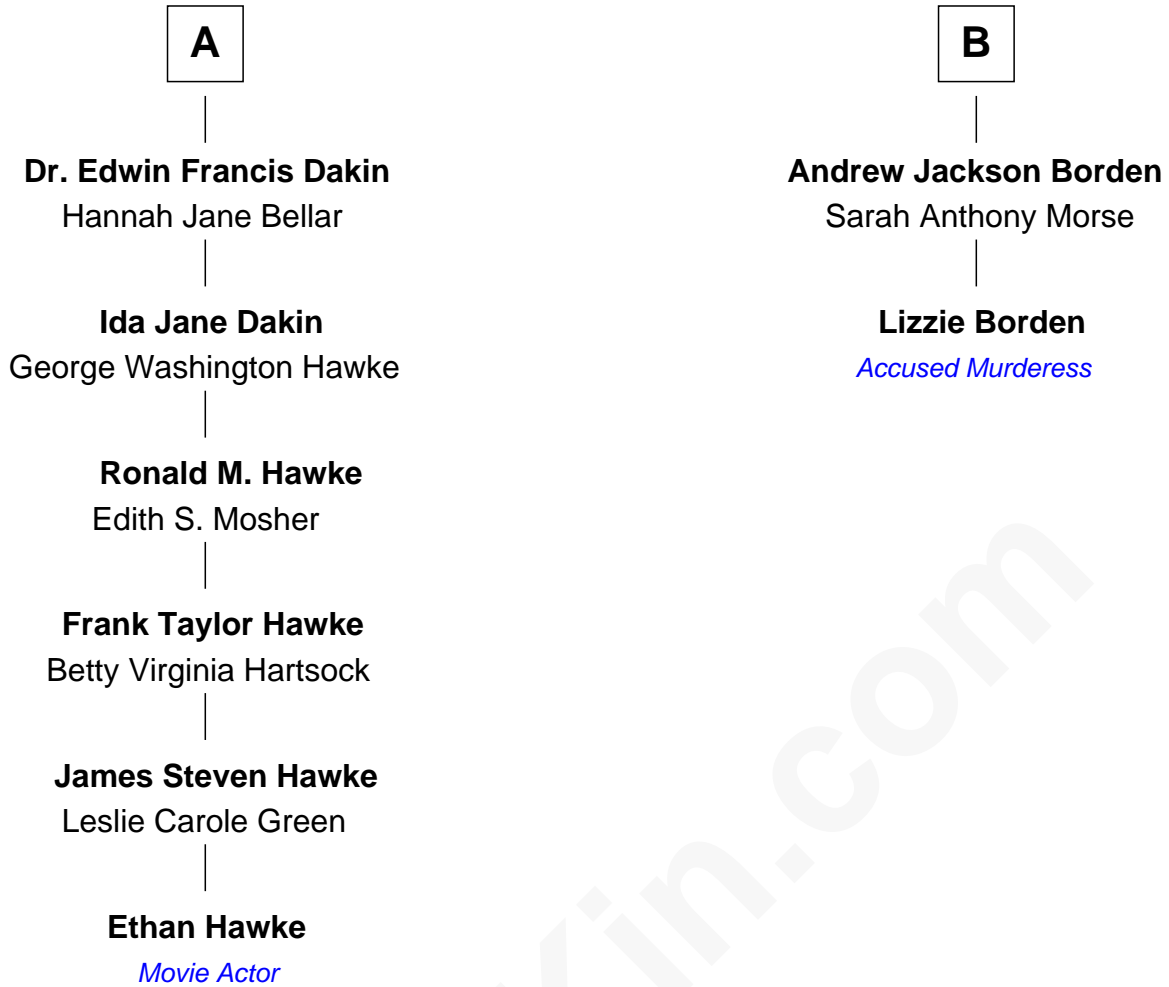 A
Dr. Edwin Francis Dakin
Hannah Jane Bellar
Ida Jane Dakin
George Washington Hawke
Ronald M. Hawke
Edith S. Mosher
Frank Taylor Hawke
Betty Virginia Hartsock
James Steven Hawke
Leslie Carole Green
Ethan Hawke
Movie Actor
B
Andrew Jackson Borden
Sarah Anthony Morse
Lizzie Borden
Accused Murderess
in.com